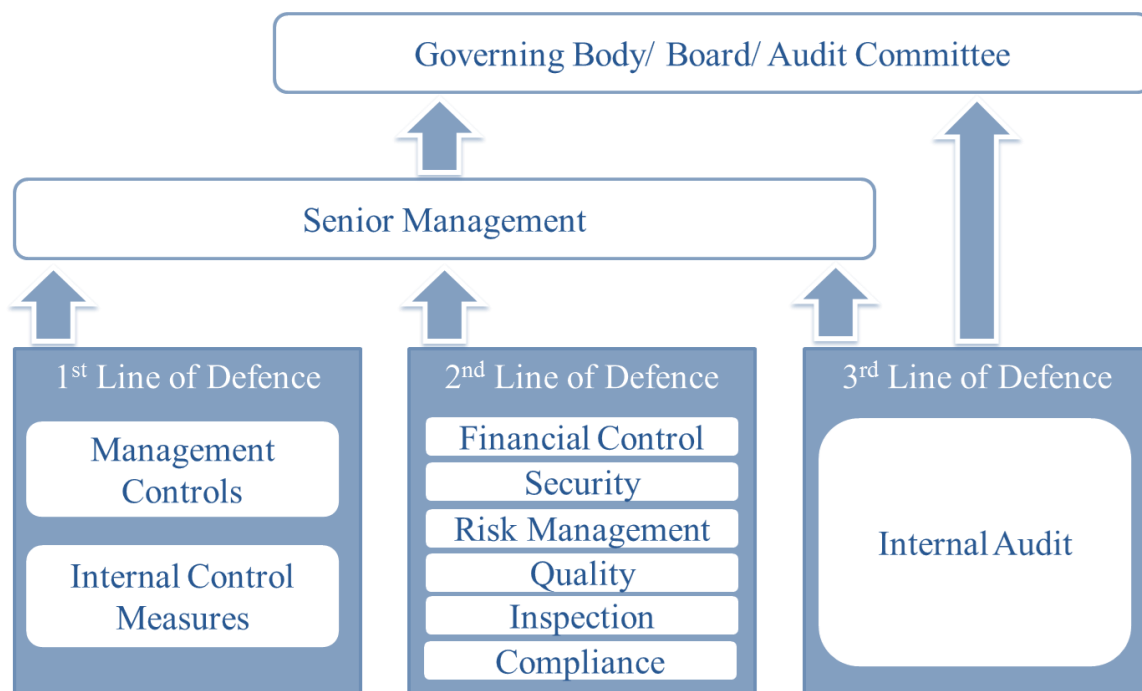 Governing Body/ Board/ Audit Committee
Senior Management
1st Line of Defence
Management
Controls
Internal Control
Measures
2nd Line of Defence
Financial Control
Security
Risk Management
Quality
Inspection
Compliance
3rd Line of Defence
Internal Audit